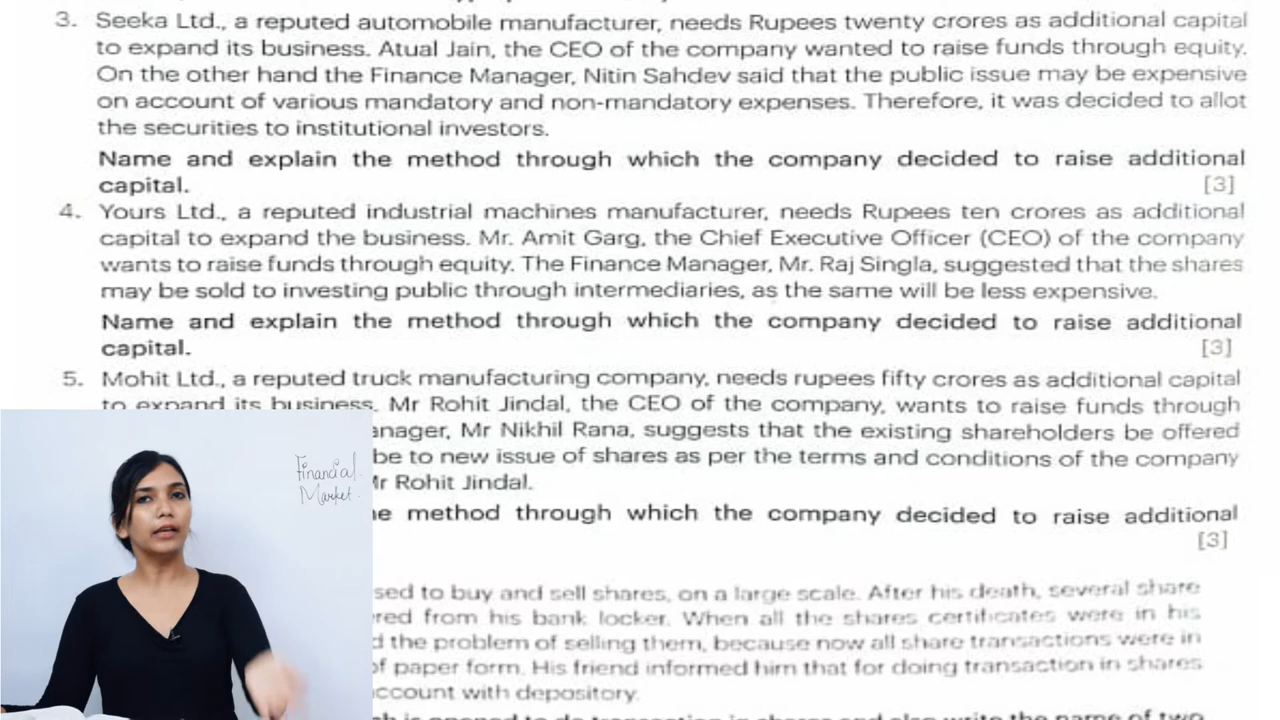 3. Seeka Ltd., a reputed automobile manufacturer, needs Rupees twenty crores as additional capital
to expand its business. Atual Jain, the CEO of the company wanted to raise funds through equity.
On the other hand the Finance Manager, Nitin Sahdev said that the public issue may be expensive
on account of various mandatory and non-mandatory expenses. Therefore, it was decided to allot
the securities to institutional investors.
Name and explain the method through which the company decided to raise additional
capital. [3]
4. Yours Ltd., a reputed industrial machines manufacturer, needs Rupees ten crores as additional
capital to expand the business. Mr. Amit Garg, the Chief Executive Officer (CEO) of the company
wants to raise funds through equity. The Finance Manager, Mr. Raj Singla, suggested that the shares
may be sold to investing public through intermediaries, as the same will be less expensive.
Name and explain the method through which the company decided to raise additional
capital. [3]
5. Mohit Ltd., a reputed truck manufacturing company, needs rupees fifty crores as additional capital
to expand its business. Mr Rohit Jindal, the CEO of the company, wants to raise funds through
anager, Mr Nikhil Rana, suggests that the existing shareholders be offered
be to new issue of shares as per the terms and conditions of the company
Mr Rohit Jindal.
e method through which the company decided to raise additional
[3]
sed to buy and sell shares, on a large scale. After his death, several share
red from his bank locker. When all the shares certificates were in his
d the problem of selling them, because now all share transactions were in
of paper form. His friend informed him that for doing transaction in shares
ccount with depository.
is opened to do transaction in shares and also write the name of two
Financial
Market